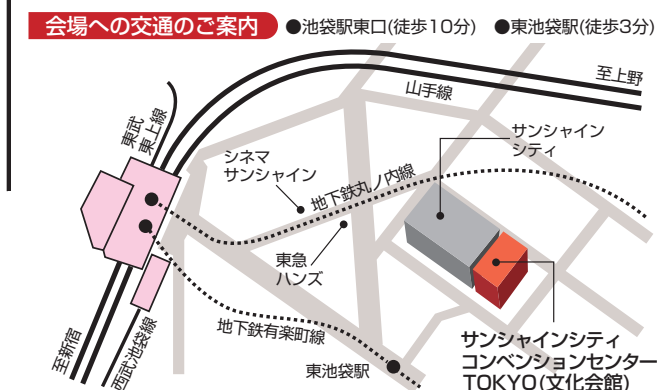 会場への交通のご案内 ●池袋駅東口(徒歩10分) ●東池袋駅(徒歩3分)
至上野
山手線
東武
東上線
シネマ
サンシャイン
地下鉄丸ノ内線
サンシャイン
シティ
東急
ハンズ
地下鉄有楽町線
至新宿
西武池袋線
東池袋駅
サンシャインシティ
コンベンションセンター
TOKYO(文化会館)